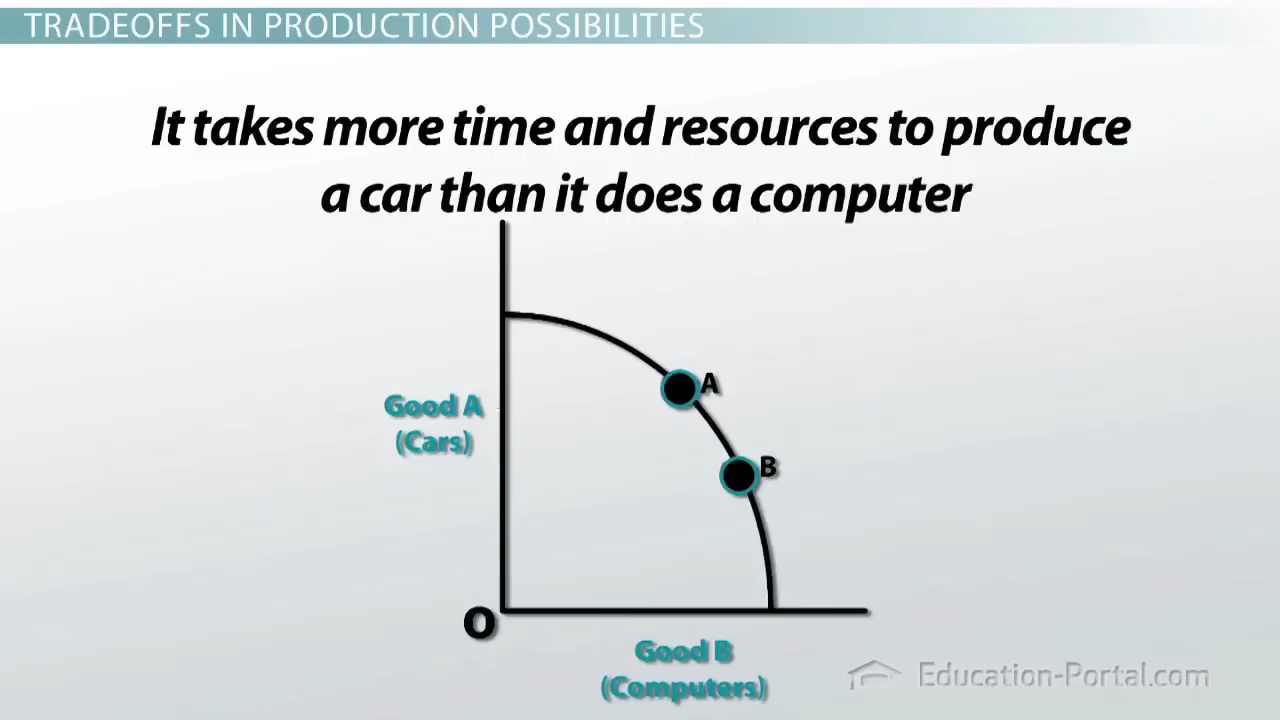 TRADEOFFS IN PRODUCTION POSSIBILITIES
It takes more time and resources to produce
a car than it does a computer
A
Good A
(Cars)
B
O
Good B
(Computers)
Education-Portal.com